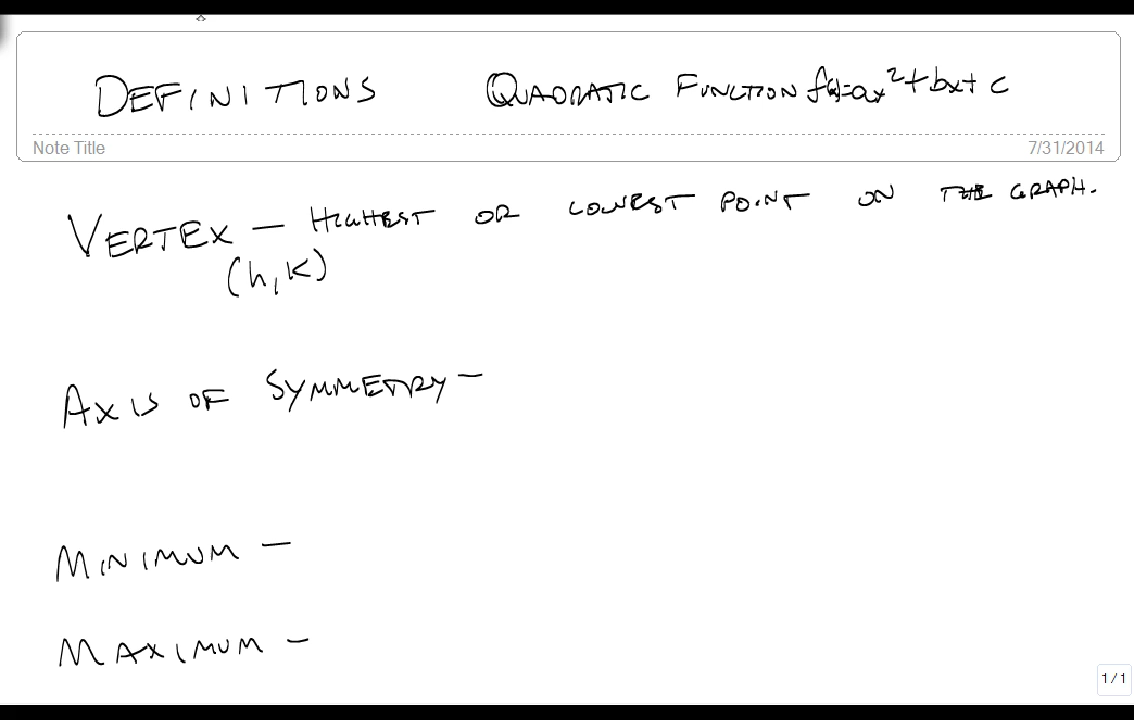 DEFINITIONS QUADRATIC FUNCTION f(x)=ax²+bx+c
Note Title 7/31/2014
VERTEX — HIGHEST OR LOWEST POINT ON THE GRAPH.
(h,k)
AXIS OF SYMMETRY —
MINIMUM —
MAXIMUM —
1/1